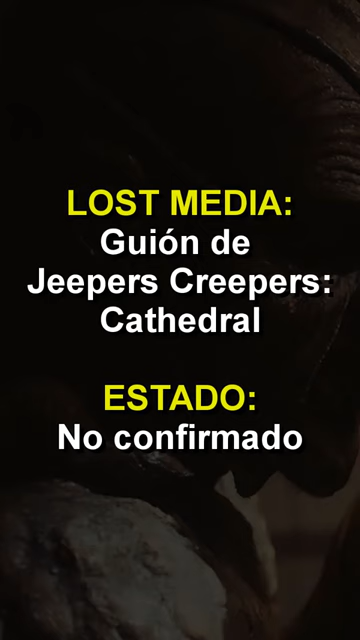 LOST MEDIA:
Guión de
Jeepers Creepers:
Cathedral
ESTADO:
No confirmado